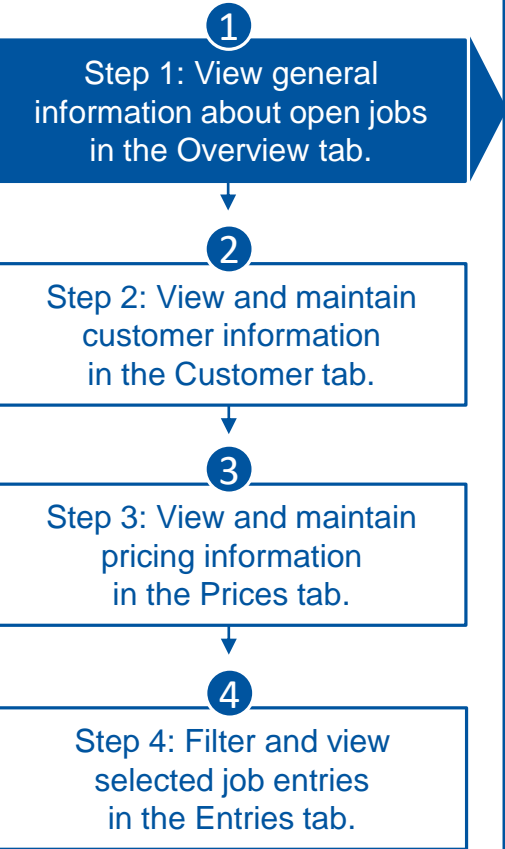 1
Step 1: View general
information about open jobs
in the Overview tab.
2
Step 2: View and maintain
customer information
in the Customer tab.
3
Step 3: View and maintain
pricing information
in the Prices tab.
4
Step 4: Filter and view
selected job entries
in the Entries tab.